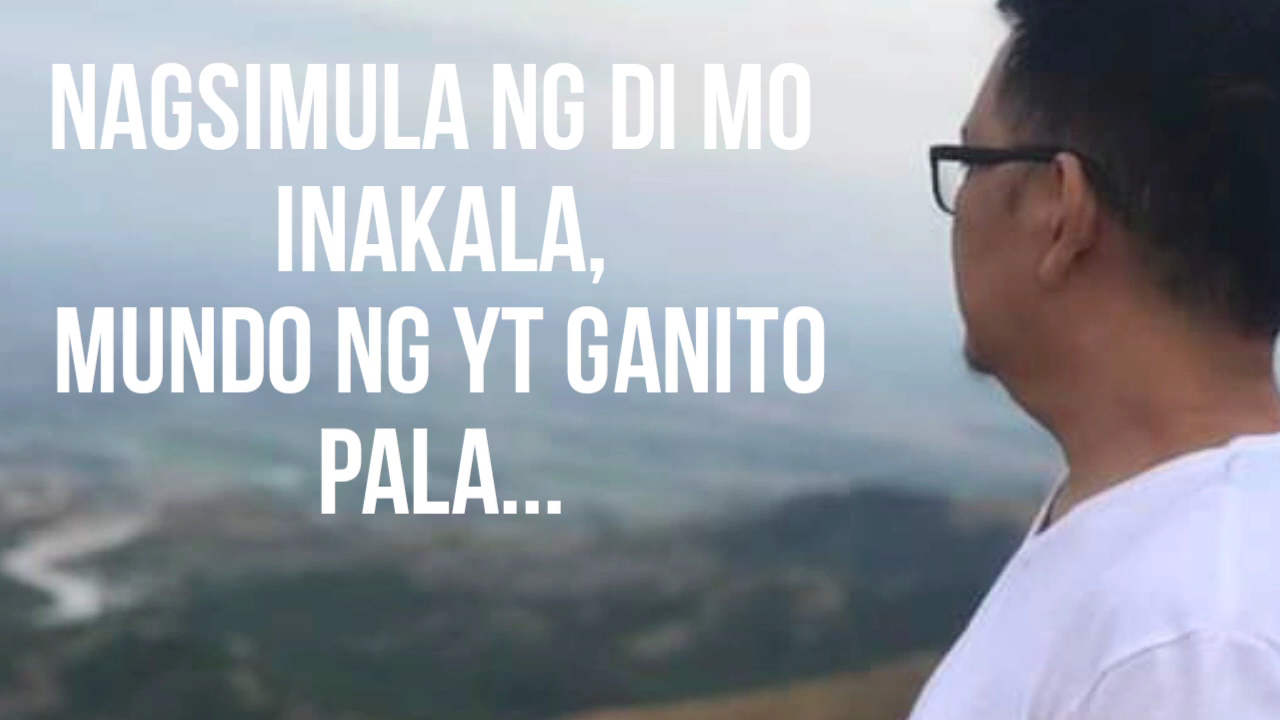 NAGSIMULA NG DI MO
INAKALA,
MUNDO NG YT GANITO
PALA...